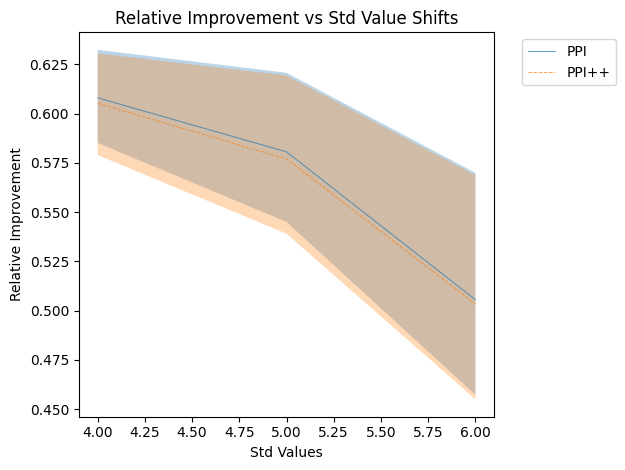 Relative Improvement vs Std Value Shifts
PPI
PPI++
Relative Improvement
0.625
0.600
0.575
0.550
0.525
0.500
0.475
0.450
4.00 4.25 4.50 4.75 5.00 5.25 5.50 5.75 6.00
Std Values